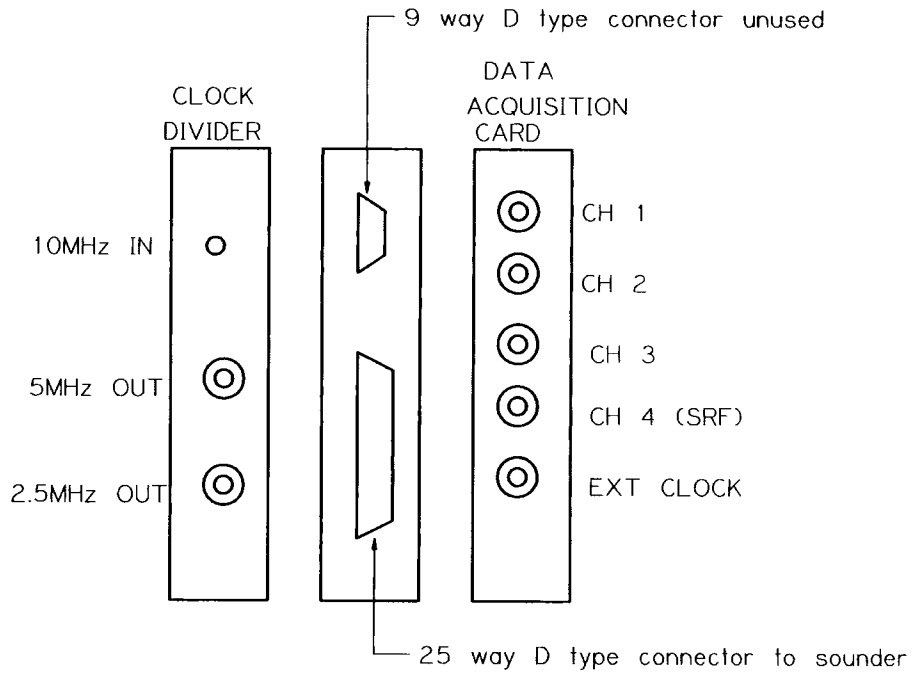 9 way D type connector unused
CLOCK
DIVIDER
DATA
ACQUISITION
CARD
10MHz IN
5MHz OUT
2.5MHz OUT
CH 1
CH 2
CH 3
CH 4 (SRF)
EXT CLOCK
25 way D type connector to sounder